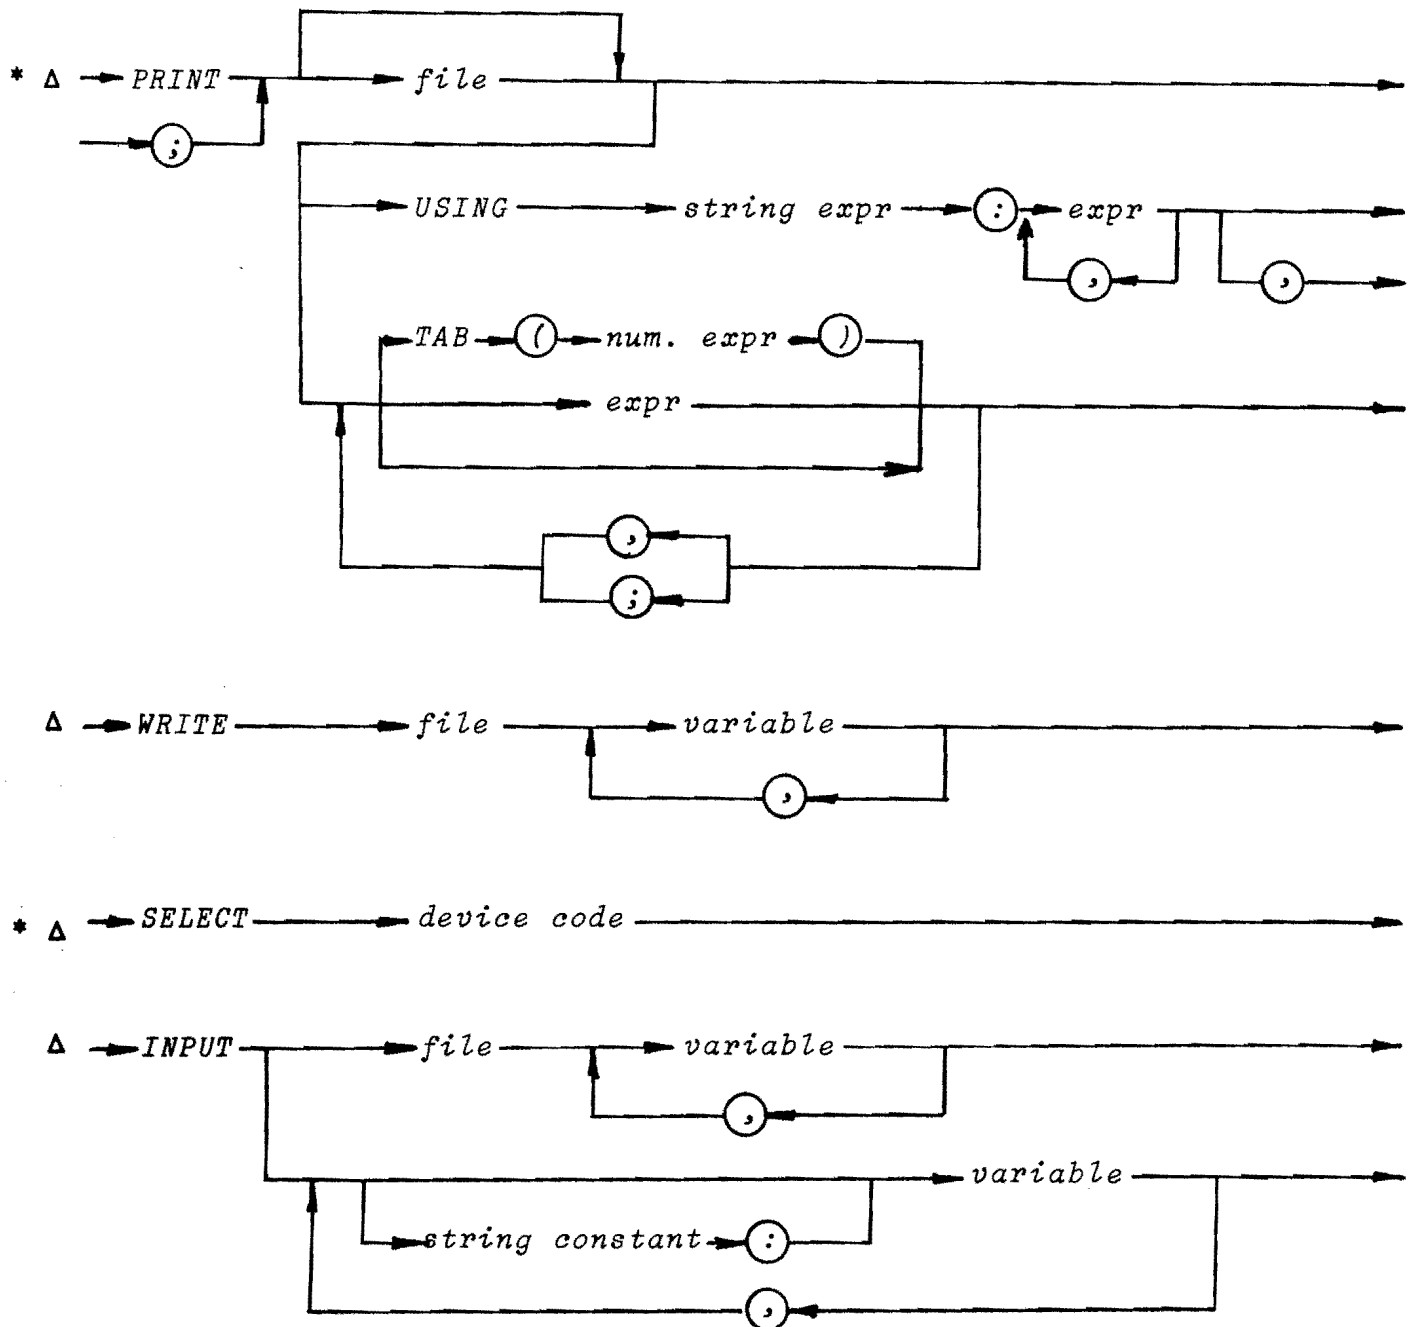 * Δ PRINT file
;
USING string expr : expr
, ,
TAB ( num. expr )
expr
,
;
Δ WRITE file variable
,
* Δ SELECT device code
Δ INPUT file variable
,
variable
string constant :
,